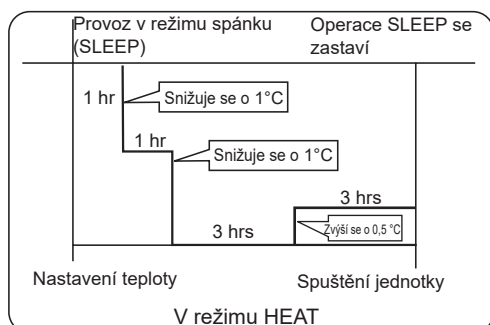 Provoz v režimu spánku
(SLEEP)
Operace SLEEP se
zastaví
1 hr
Snižuje se o 1°C
1 hr
Snižuje se o 1°C
3 hrs
3 hrs
Zvýší se o 0,5 °C
Nastavení teploty
Spuštění jednotky
V režimu HEAT